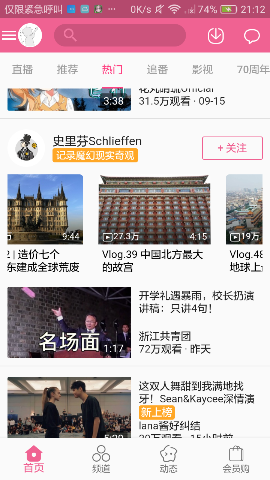 仅限紧急呼叫
0K/s
74%
21:12
直播 推荐 热门 追番 影视 70周年
3:38
31.5万观看 · 09-15
史里芬Schlieffen
记录魔幻现实奇观
+ 关注
9:44
27.3万
4:15
19万
2 | 造价七个
东建成全球荒废
Vlog.39 中国北方最大
的故宫
Vlog.48
地球上
名场面
1:17
开学礼遇暴雨，校长扮演
讲稿：只讲4句！
浙江共青团
72万观看 · 昨天
这双人舞甜到我满地找
牙！Sean&Kaycee深情演
新上榜
lana酱好纠结
首页 频道 动态 会员购